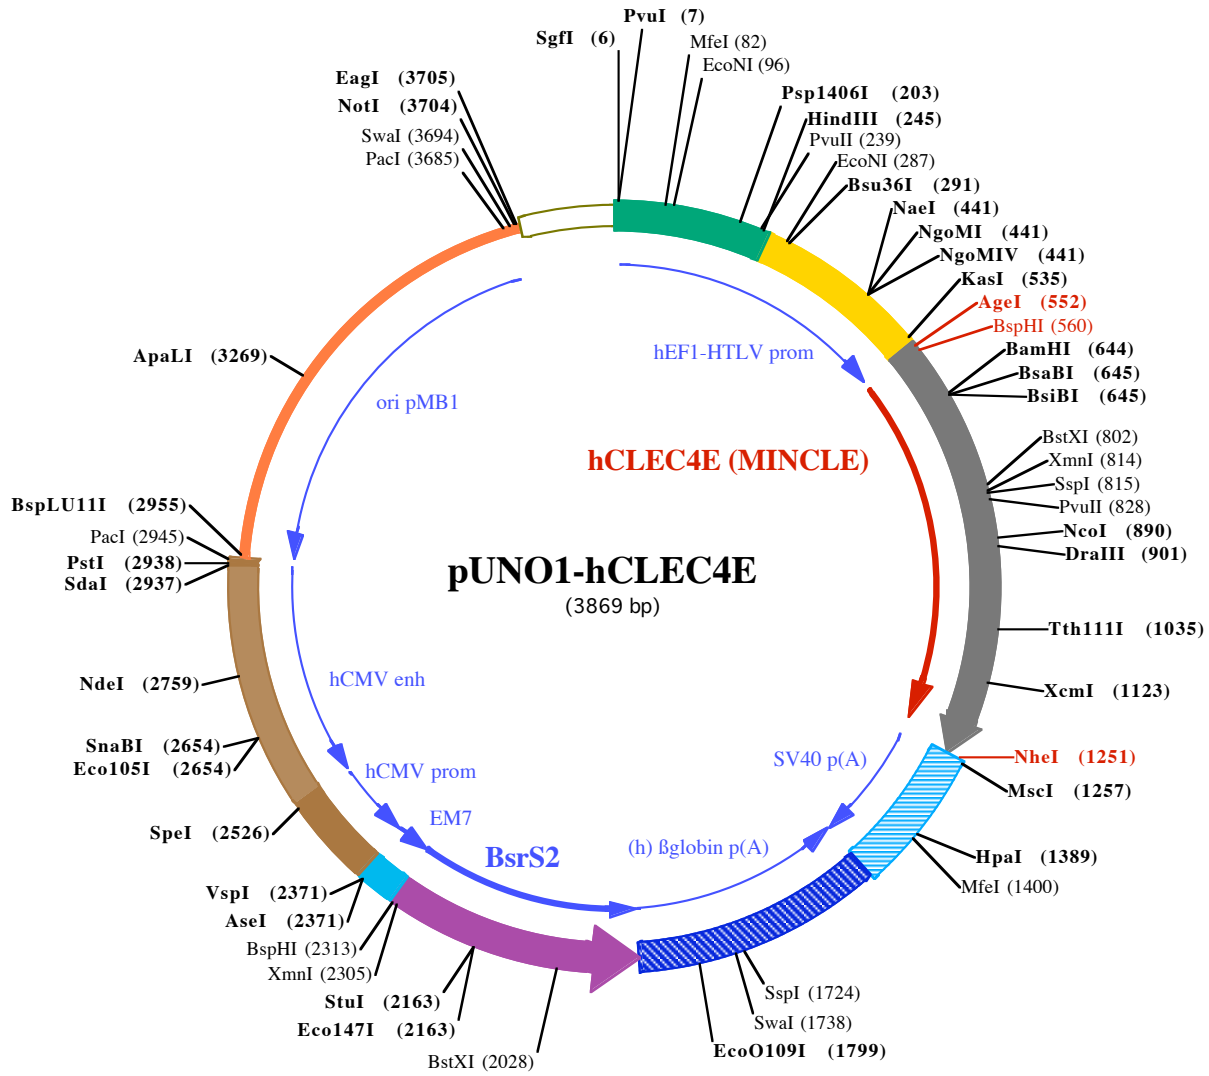 PvuI (7)
SgfI (6)
MfeI (82)
EcoNI (96)
Psp1406I (203)
HindIII (245)
PvuII (239)
EcoNI (287)
Bsu36I (291)
NaeI (441)
NgoMI (441)
NgoMIV (441)
KasI (535)
AgeI (552)
BspHI (560)
BamHI (644)
BsaBI (645)
BsiBI (645)
BstXI (802)
XmnI (814)
SspI (815)
PvuII (828)
NcoI (890)
DraIII (901)
Tth111I (1035)
XcmI (1123)
NheI (1251)
MscI (1257)
HpaI (1389)
MfeI (1400)
SspI (1724)
SwaI (1738)
EcoO109I (1799)
BstXI (2028)
Eco147I (2163)
StuI (2163)
XmnI (2305)
BspHI (2313)
AseI (2371)
VspI (2371)
SpeI (2526)
Eco105I (2654)
SnaBI (2654)
NdeI (2759)
SdaI (2937)
PstI (2938)
PacI (2945)
BspLU11I (2955)
ApaLI (3269)
PacI (3685)
SwaI (3694)
NotI (3704)
EagI (3705)
hEF1-HTLV prom
hCLEC4E (MINCLE)
SV40 p(A)
(h) ßglobin p(A)
BsrS2
EM7
hCMV prom
hCMV enh
ori pMB1
pUNO1-hCLEC4E
(3869 bp)